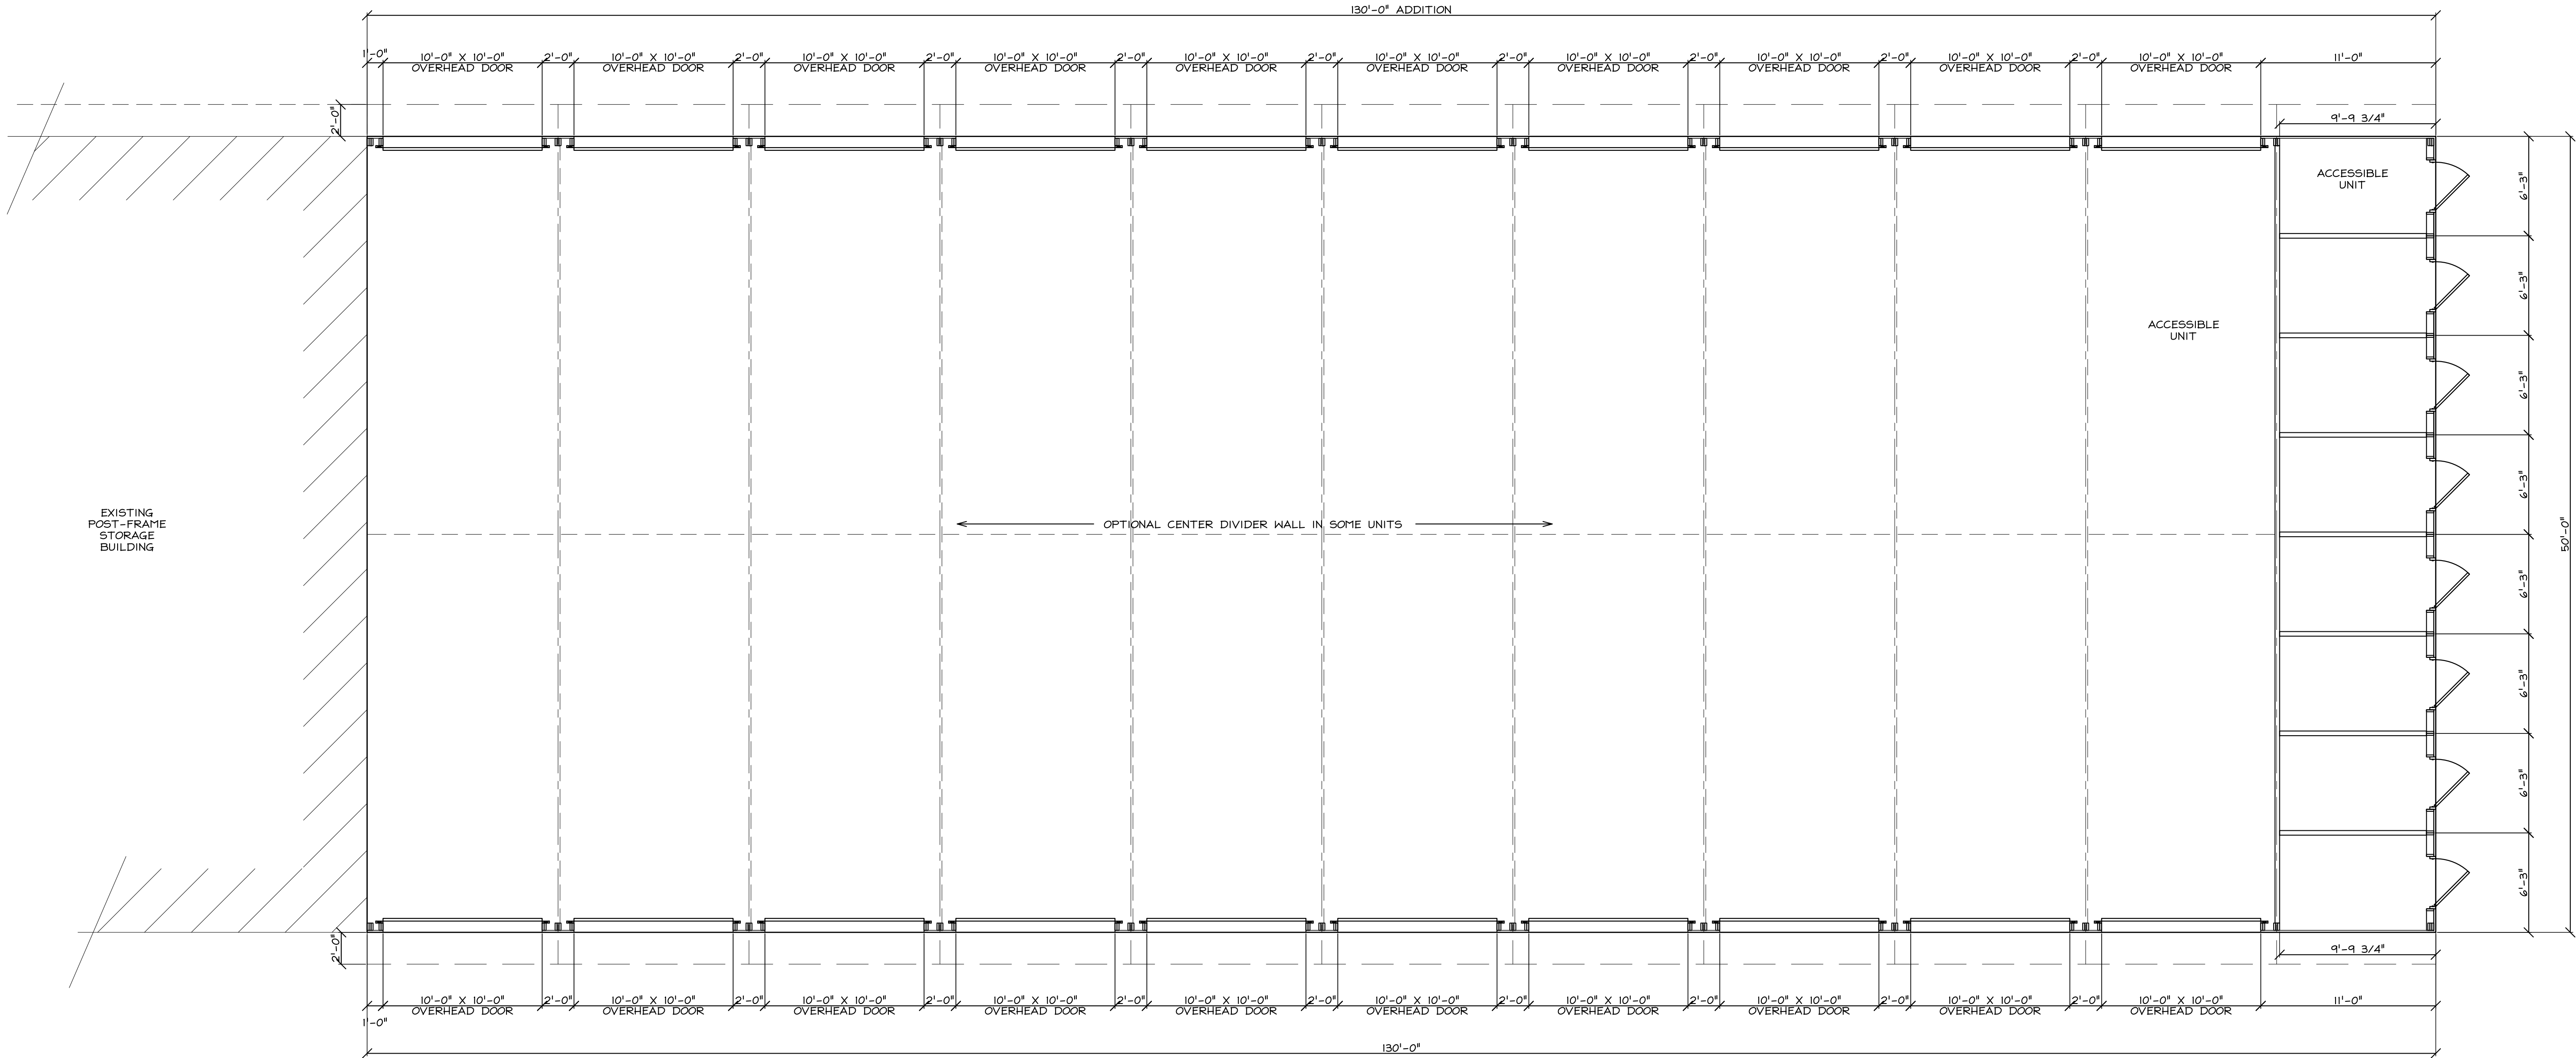 130'-0" ADDITION
1'-0"
10'-0" X 10'-0"
OVERHEAD DOOR
2'-0"
10'-0" X 10'-0"
OVERHEAD DOOR
2'-0"
10'-0" X 10'-0"
OVERHEAD DOOR
2'-0"
10'-0" X 10'-0"
OVERHEAD DOOR
2'-0"
10'-0" X 10'-0"
OVERHEAD DOOR
2'-0"
10'-0" X 10'-0"
OVERHEAD DOOR
2'-0"
10'-0" X 10'-0"
OVERHEAD DOOR
2'-0"
10'-0" X 10'-0"
OVERHEAD DOOR
2'-0"
10'-0" X 10'-0"
OVERHEAD DOOR
2'-0"
10'-0" X 10'-0"
OVERHEAD DOOR
11'-0"
2'-0"
9'-9 3/4"
ACCESSIBLE
UNIT
6'-3"
6'-3"
ACCESSIBLE
UNIT
6'-3"
6'-3"
EXISTING
POST-FRAME
STORAGE
BUILDING
OPTIONAL CENTER DIVIDER WALL IN SOME UNITS
50'-0"
6'-3"
6'-3"
6'-3"
6'-3"
2'-0"
9'-9 3/4"
10'-0" X 10'-0"
OVERHEAD DOOR
2'-0"
10'-0" X 10'-0"
OVERHEAD DOOR
2'-0"
10'-0" X 10'-0"
OVERHEAD DOOR
2'-0"
10'-0" X 10'-0"
OVERHEAD DOOR
2'-0"
10'-0" X 10'-0"
OVERHEAD DOOR
2'-0"
10'-0" X 10'-0"
OVERHEAD DOOR
2'-0"
10'-0" X 10'-0"
OVERHEAD DOOR
2'-0"
10'-0" X 10'-0"
OVERHEAD DOOR
2'-0"
10'-0" X 10'-0"
OVERHEAD DOOR
2'-0"
10'-0" X 10'-0"
OVERHEAD DOOR
11'-0"
1'-0"
130'-0"